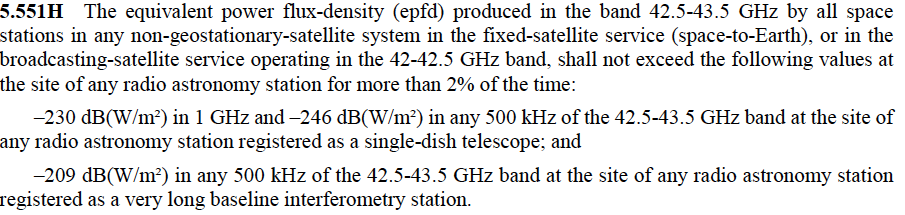 5.551H The equivalent power flux-density (epfd) produced in the band 42.5-43.5 GHz by all space
stations in any non-geostationary-satellite system in the fixed-satellite service (space-to-Earth), or in the
broadcasting-satellite service operating in the 42-42.5 GHz band, shall not exceed the following values at
the site of any radio astronomy station for more than 2% of the time:
–230 dB(W/m²) in 1 GHz and –246 dB(W/m²) in any 500 kHz of the 42.5-43.5 GHz band at the site of
any radio astronomy station registered as a single-dish telescope; and
–209 dB(W/m²) in any 500 kHz of the 42.5-43.5 GHz band at the site of any radio astronomy station
registered as a very long baseline interferometry station.